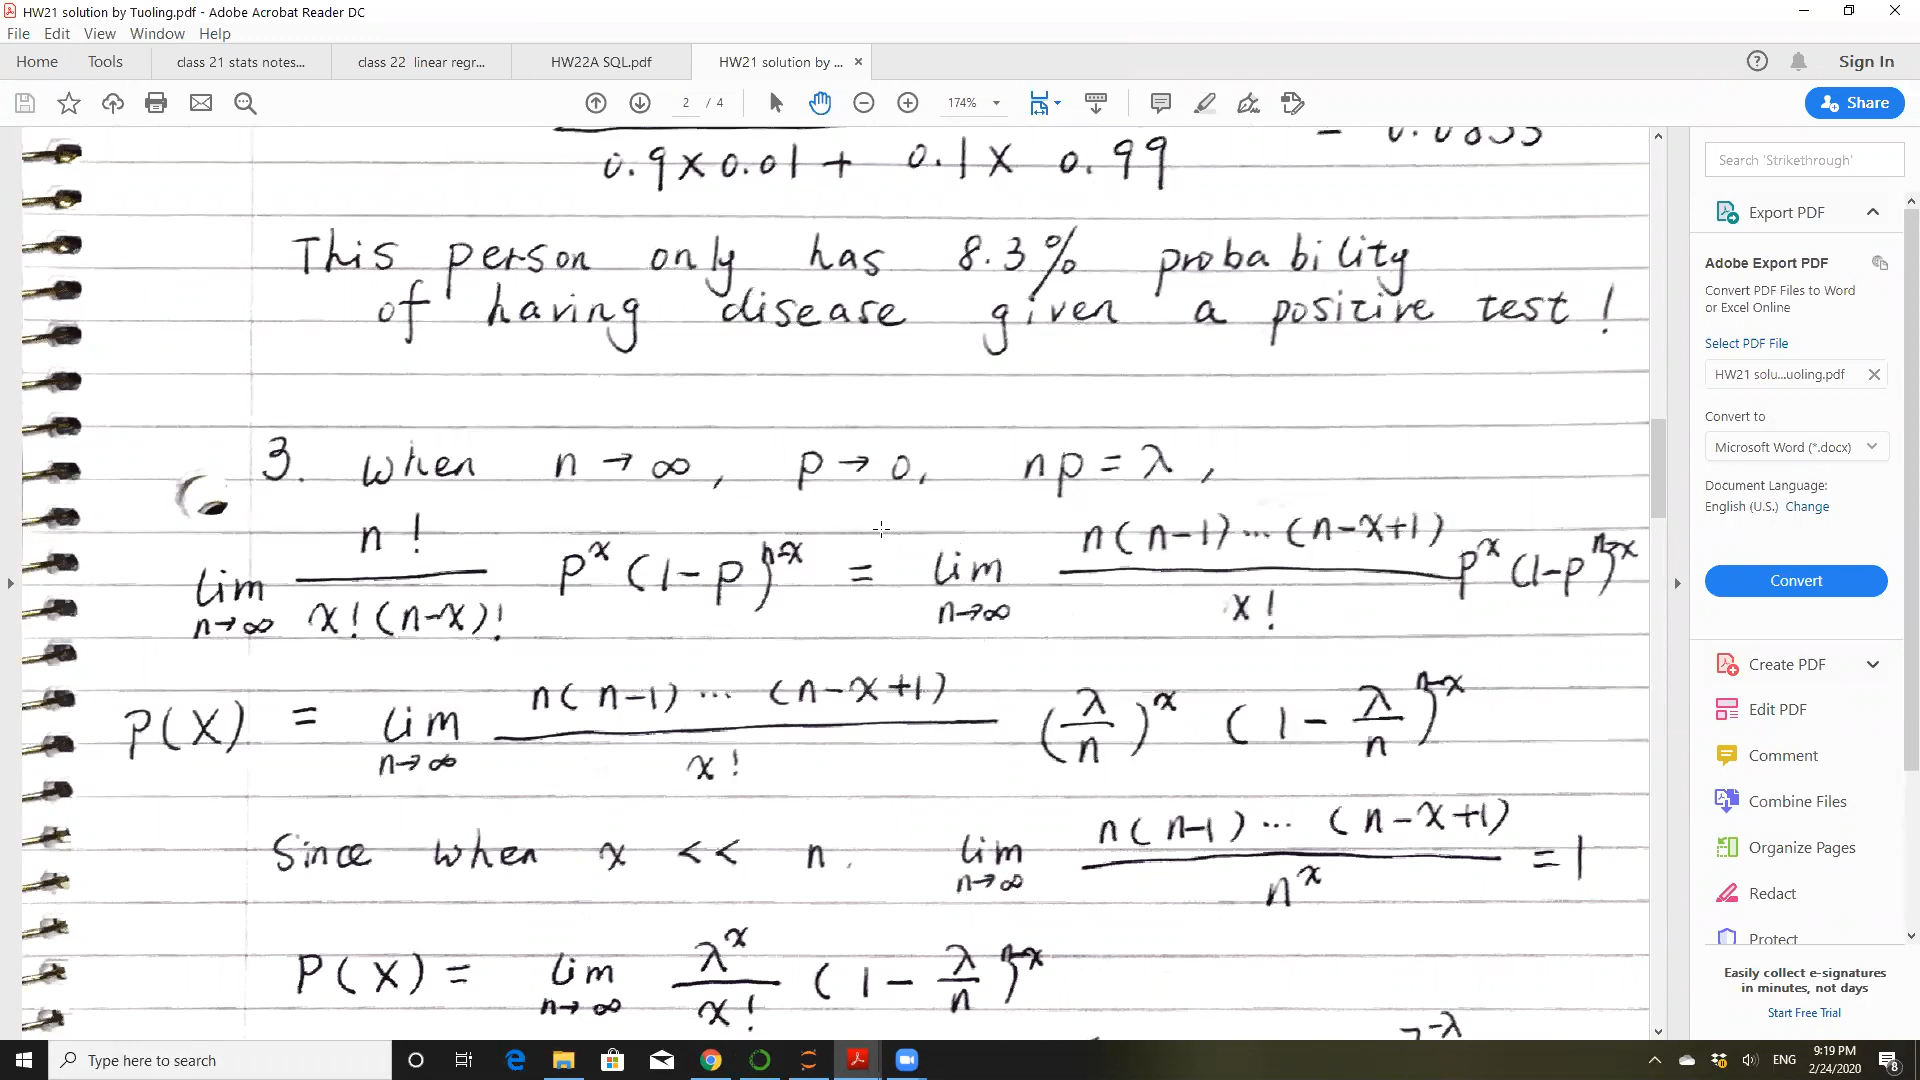 HW21 solution by Tuoling.pdf - Adobe Acrobat Reader DC
File Edit View Window Help
Home Tools class 21 stats notes... class 22 linear regr... HW22A SQL.pdf HW21 solution by ... × Sign In
2 / 4 174% Share
0.9 x 0.01 + 0.1 x 0.99 = 0.0833
This person only has 8.3% probability
of having disease given a positive test !
3. When n → ∞, p → 0, np = λ,
lim n→∞ n! / x!(n-x)! p^x (1-p)^n-x = lim n→∞ n(n-1)...(n-x+1) / x! p^x (1-p)^n-x
P(X) = lim n→∞ n(n-1)...(n-x+1) / x! (λ/n)^x (1 - λ/n)^n-x
Since when x << n. lim n→∞ n(n-1)...(n-x+1) / n^x = 1
P(X) = lim n→∞ λ^x / x! (1 - λ/n)^n-x
-λ
Search 'Strikethrough'
Export PDF
Adobe Export PDF
Convert PDF Files to Word
or Excel Online
Select PDF File
HW21 solu...uoling.pdf
Convert to
Microsoft Word (*.docx)
Document Language:
English (U.S.) Change
Convert
Create PDF
Edit PDF
Comment
Combine Files
Organize Pages
Redact
Protect
Easily collect e-signatures
in minutes, not days
Start Free Trial
Type here to search
ENG
9:19 PM
2/24/2020
8